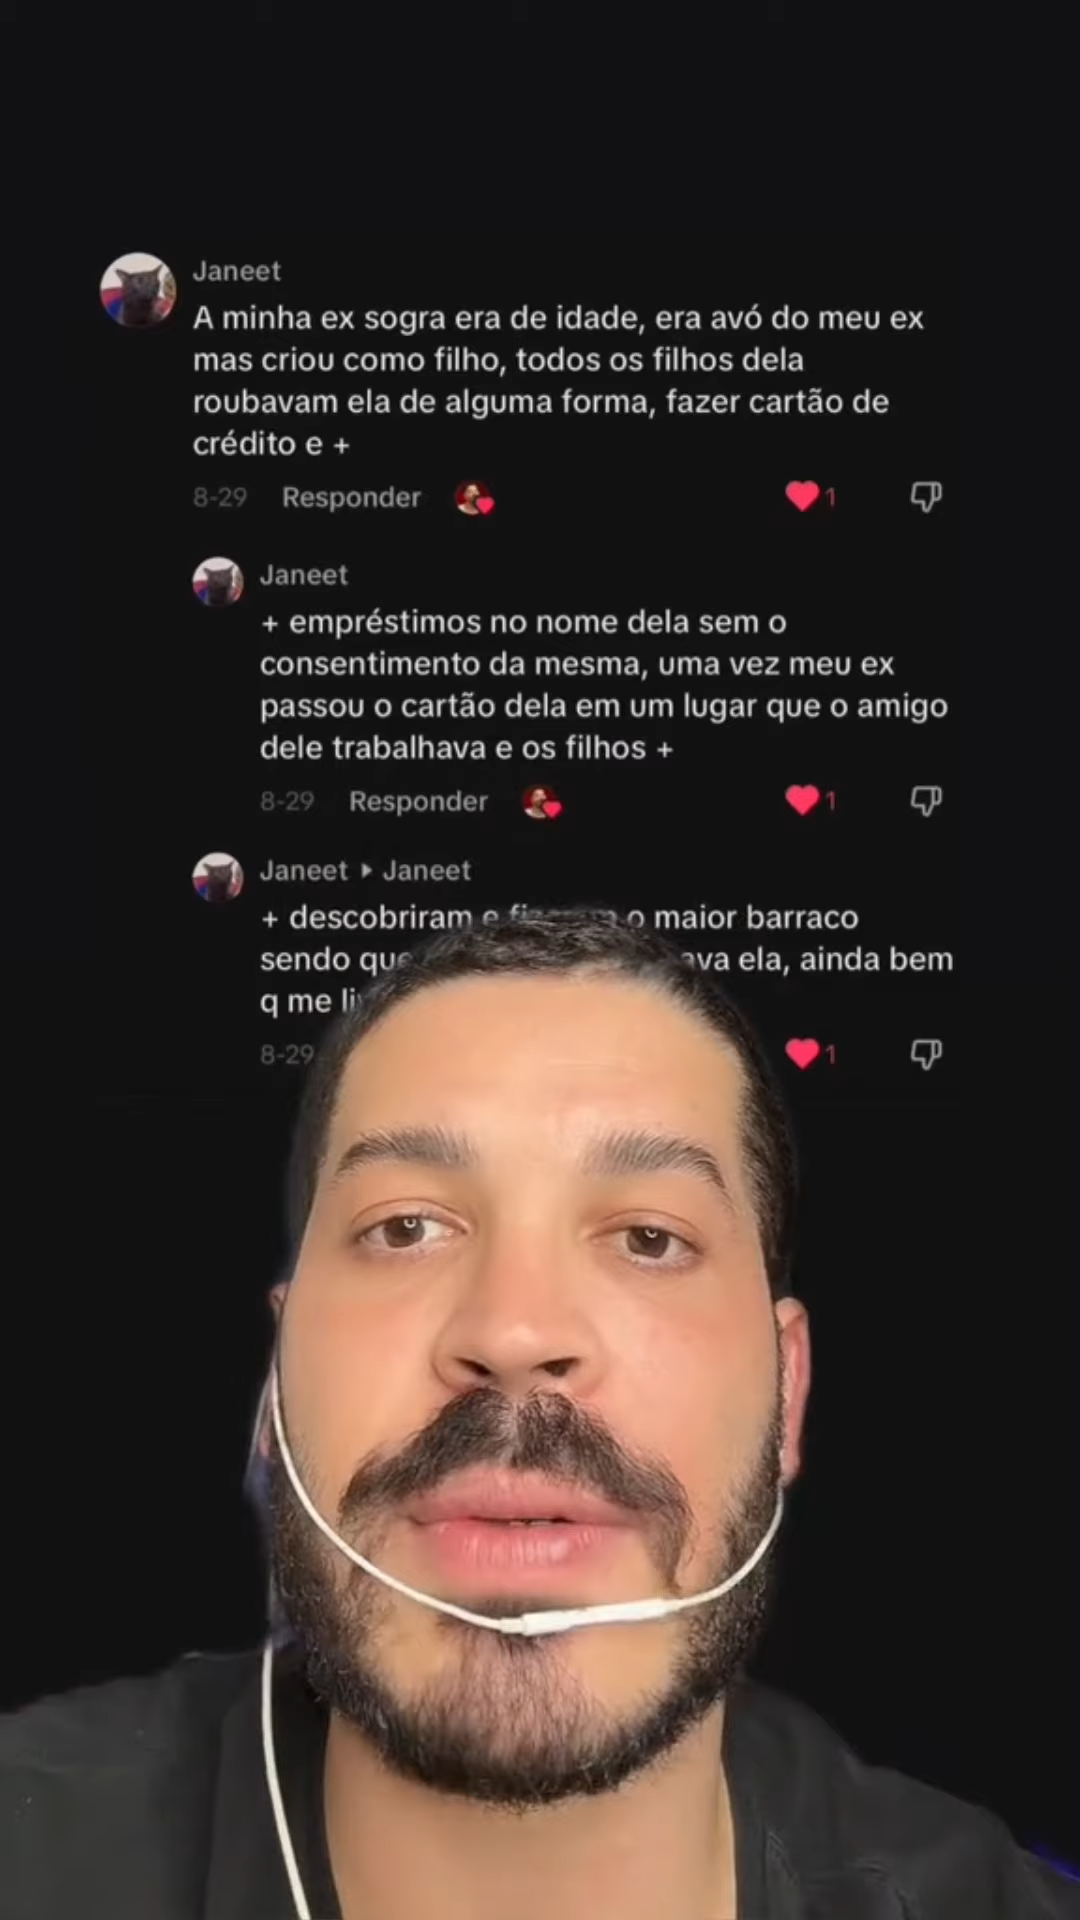 Janeet
A minha ex sogra era de idade, era avó do meu ex
mas criou como filho, todos os filhos dela
roubavam ela de alguma forma, fazer cartão de
crédito e +
8-29 Responder 1
Janeet
+ empréstimos no nome dela sem o
consentimento da mesma, uma vez meu ex
passou o cartão dela em um lugar que o amigo
dele trabalhava e os filhos +
8-29 Responder 1
Janeet ▸ Janeet
+ descobriram e o maior barraco
sendo que ela, ainda bem
q me
8-29 1